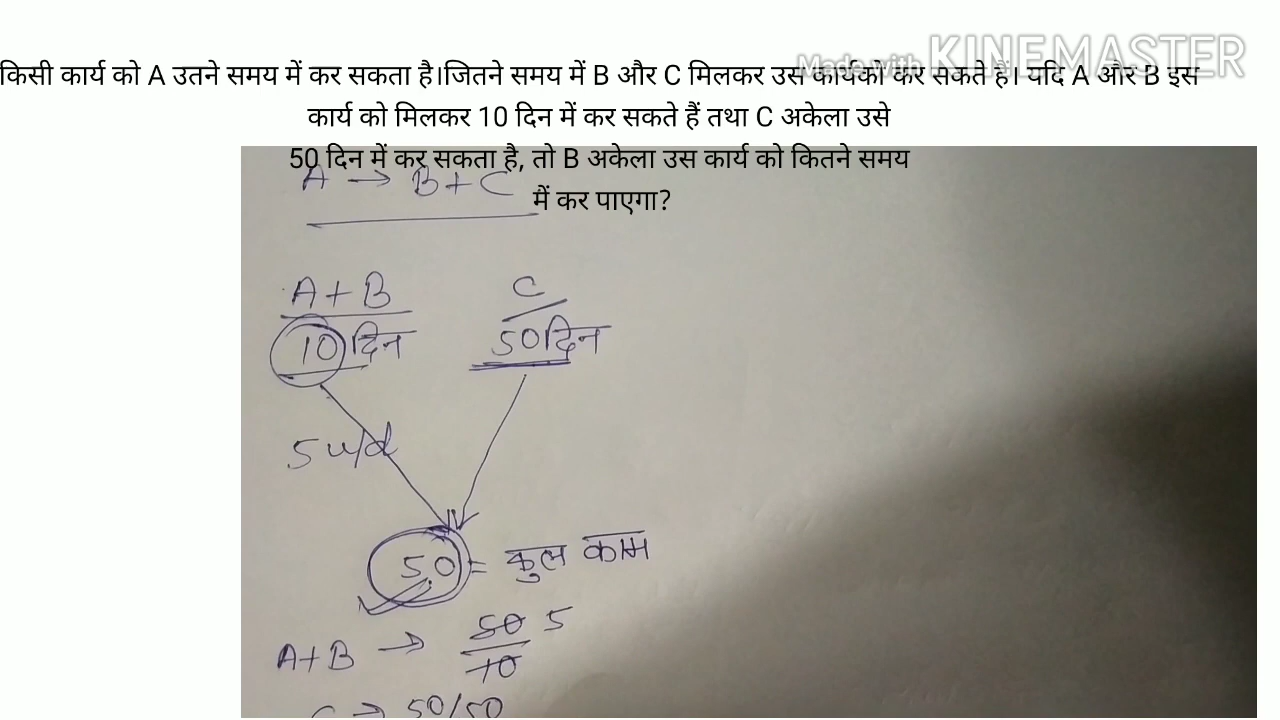 Made with KINEMASTER
किसी कार्य को A उतने समय में कर सकता है।जितने समय में B और C मिलकर उस कार्यको कर सकते हैं। यदि A और B इस
कार्य को मिलकर 10 दिन में कर सकते हैं तथा C अकेला उसे
50 दिन में कर सकता है, तो B अकेला उस कार्य को कितने समय
में कर पाएगा?
A → B + C
A + B C
10 दिन 50 दिन
5 w/d
50 = कुल काम
A+B → 50 5
10
C → 50/50